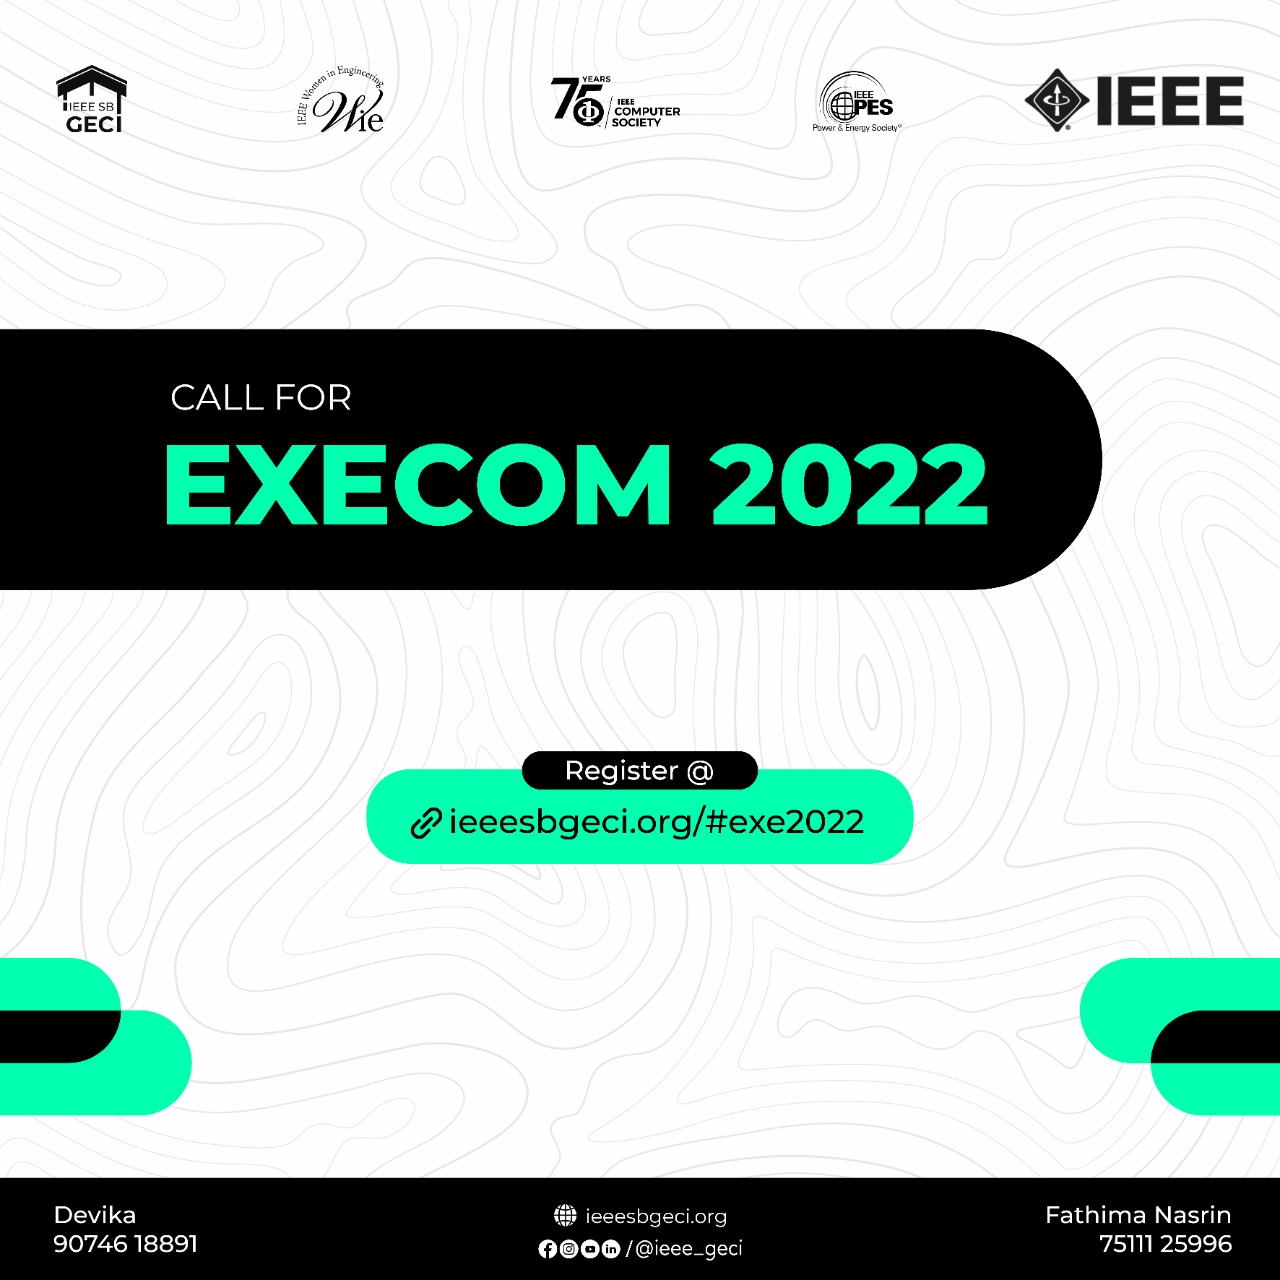 IEEE SB
GECI
IEEE Women in Engineering
Wie
75 YEARS
IEEE
COMPUTER
SOCIETY
IEEE
PES
Power & Energy Society®
IEEE
CALL FOR
EXECOM 2022
Register @
ieeesbgeci.org/#exe2022
Devika
90746 18891
ieeesbgeci.org
/@ieee_geci
Fathima Nasrin
75111 25996